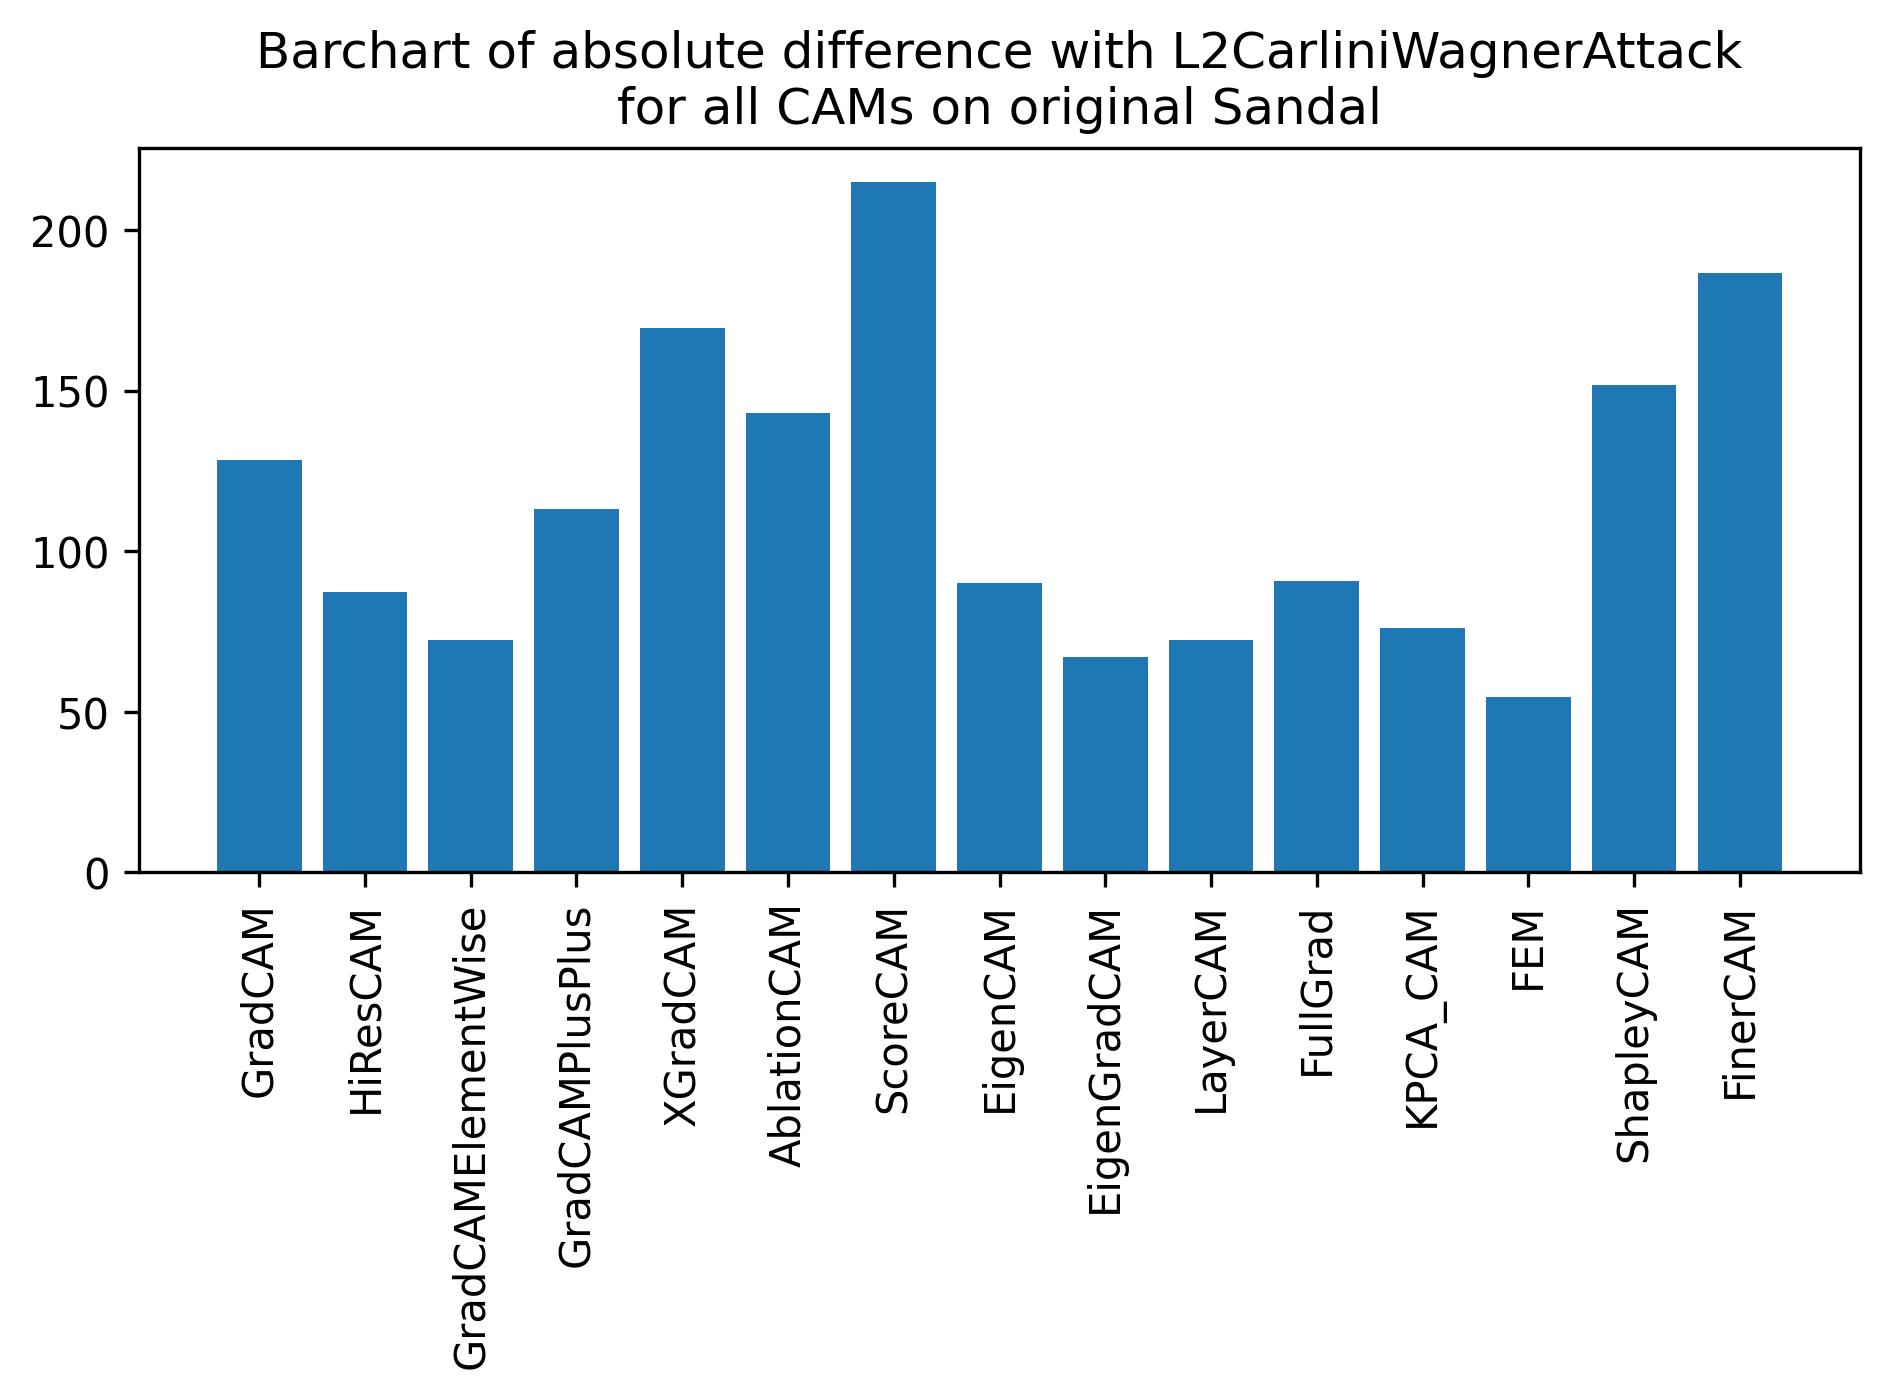 Barchart of absolute difference with L2CarliniWagnerAttack
for all CAMs on original Sandal
200
150
100
50
0
GradCAM
HiResCAM
GradCAMElementWise
GradCAMPlusPlus
XGradCAM
AblationCAM
ScoreCAM
EigenCAM
EigenGradCAM
LayerCAM
FullGrad
KPCA_CAM
FEM
ShapleyCAM
FinerCAM